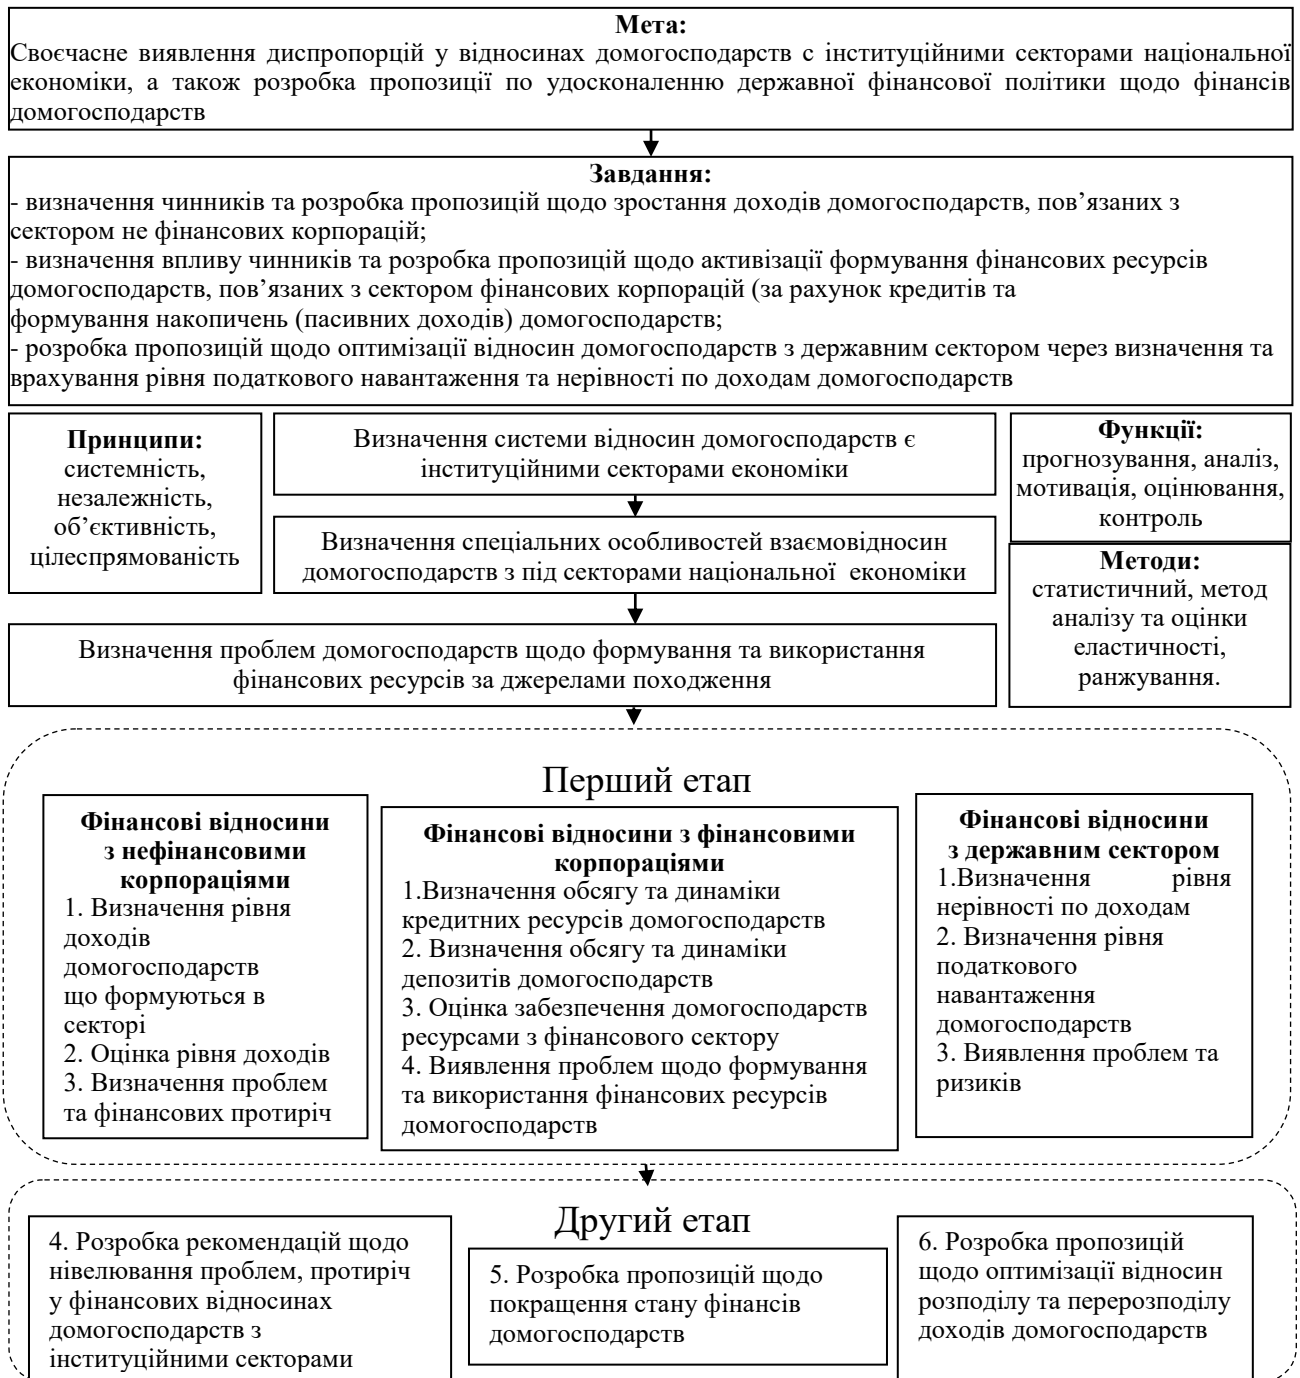 Мета:
Своєчасне виявлення диспропорцій у відносинах домогосподарств с інституційними секторами національної
економіки, а також розробка пропозиції по удосконаленню державної фінансової політики щодо фінансів
домогосподарств
Завдання:
- визначення чинників та розробка пропозицій щодо зростання доходів домогосподарств, пов’язаних з
сектором не фінансових корпорацій;
- визначення впливу чинників та розробка пропозицій щодо активізації формування фінансових ресурсів
домогосподарств, пов’язаних з сектором фінансових корпорацій (за рахунок кредитів та
формування накопичень (пасивних доходів) домогосподарств;
- розробка пропозицій щодо оптимізації відносин домогосподарств з державним сектором через визначення та
врахування рівня податкового навантаження та нерівності по доходам домогосподарств
Принципи:
системність,
незалежність,
об’єктивність,
цілеспрямованість
Визначення системи відносин домогосподарств є
інституційними секторами економіки
Визначення спеціальних особливостей взаємовідносин
домогосподарств з під секторами національної економіки
Функції:
прогнозування, аналіз,
мотивація, оцінювання,
контроль
Методи:
статистичний, метод
аналізу та оцінки
еластичності,
ранжування.
Визначення проблем домогосподарств щодо формування та використання
фінансових ресурсів за джерелами походження
Перший етап
Фінансові відносини
з нефінансовими
корпораціями
1. Визначення рівня
доходів
домогосподарств
що формуються в
секторі
2. Оцінка рівня доходів
3. Визначення проблем
та фінансових протиріч
Фінансові відносини з фінансовими
корпораціями
1.Визначення обсягу та динаміки
кредитних ресурсів домогосподарств
2. Визначення обсягу та динаміки
депозитів домогосподарств
3. Оцінка забезпечення домогосподарств
ресурсами з фінансового сектору
4. Виявлення проблем щодо формування
та використання фінансових ресурсів
домогосподарств
Фінансові відносини
з державним сектором
1.Визначення рівня
нерівності по доходам
2. Визначення рівня
податкового
навантаження
домогосподарств
3. Виявлення проблем та
ризиків
Другий етап
4. Розробка рекомендацій щодо
нівелювання проблем, протиріч
у фінансових відносинах
домогосподарств з
інституційними секторами
5. Розробка пропозицій щодо
покращення стану фінансів
домогосподарств
6. Розробка пропозицій
щодо оптимізації відносин
розподілу та перерозподілу
доходів домогосподарств